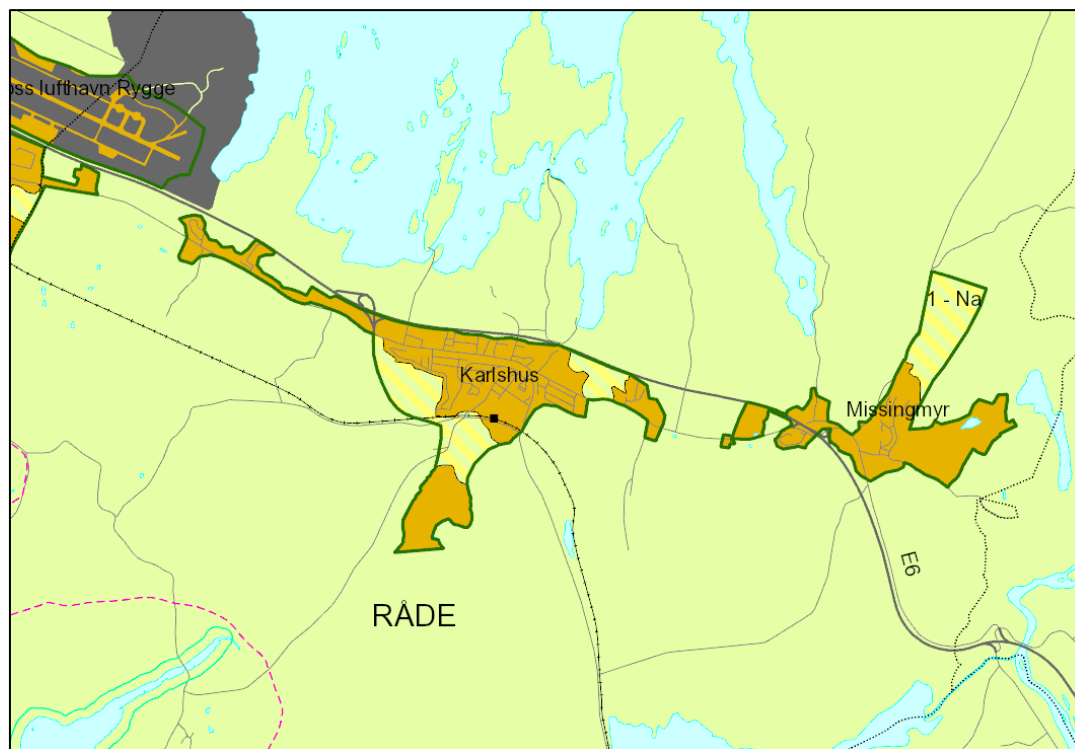 oss lufthavn Rygge
1 - Na
Karlshus
Missingmyr
E6
RÅDE